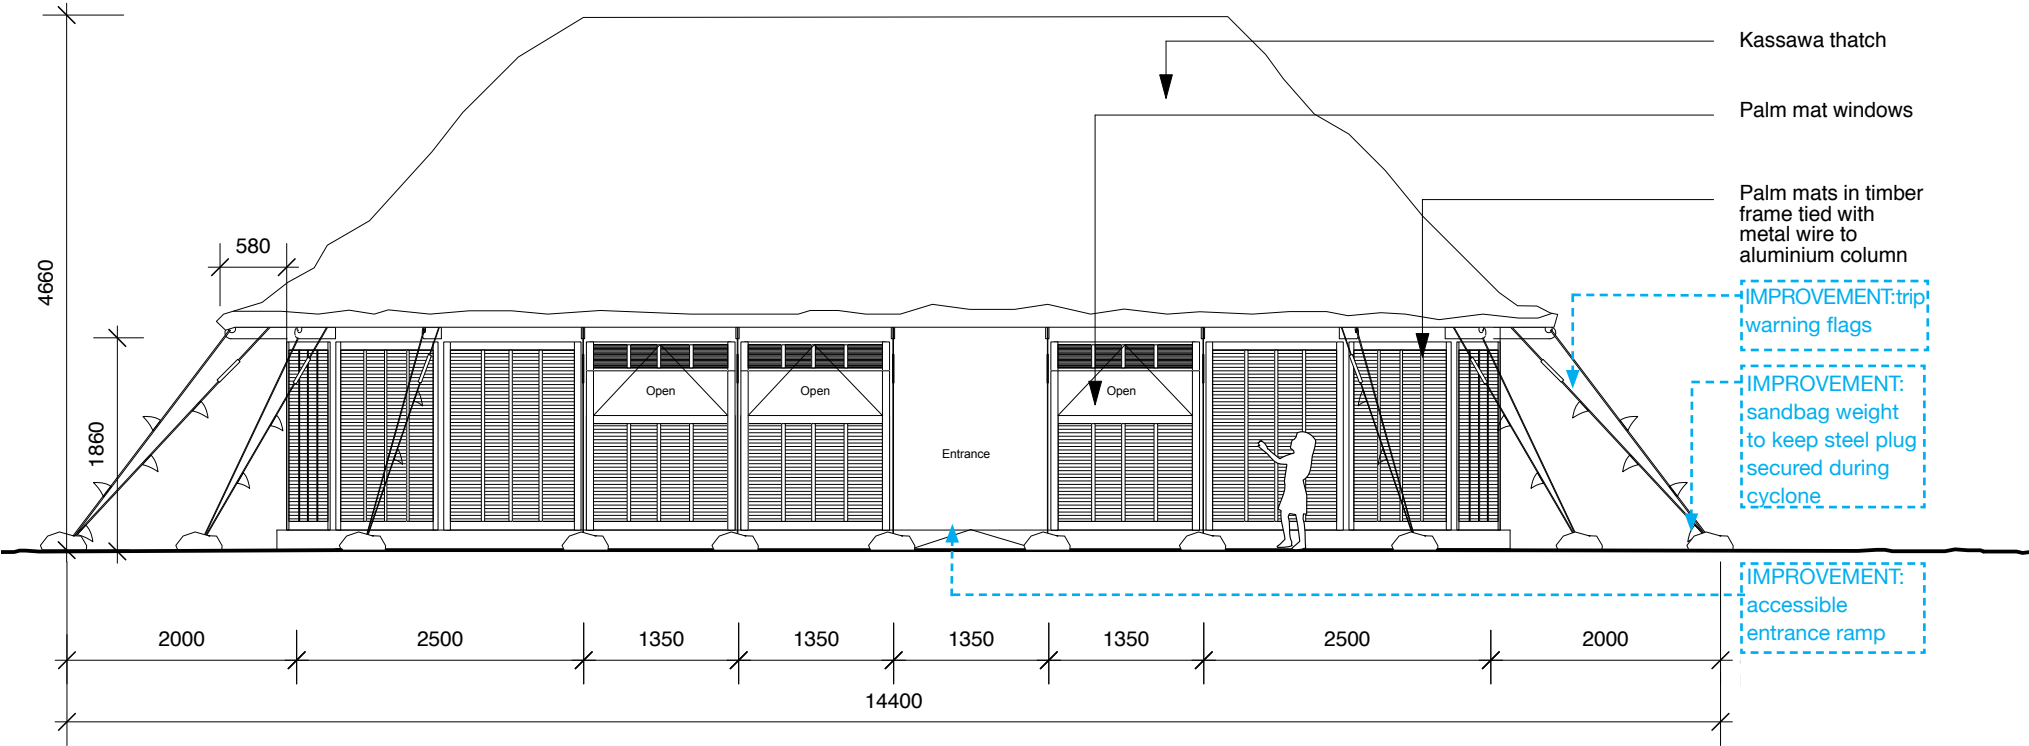 Kassawa thatch
Palm mat windows
Palm mats in timber
frame tied with
metal wire to
aluminium column
580
4660
IMPROVEMENT:trip
warning flags
1860
Open
Open
Open
IMPROVEMENT:
sandbag weight
to keep steel plug
secured during
cyclone
Entrance
IMPROVEMENT:
accessible
entrance ramp
2000
2500
1350
1350
1350
1350
2500
2000
14400